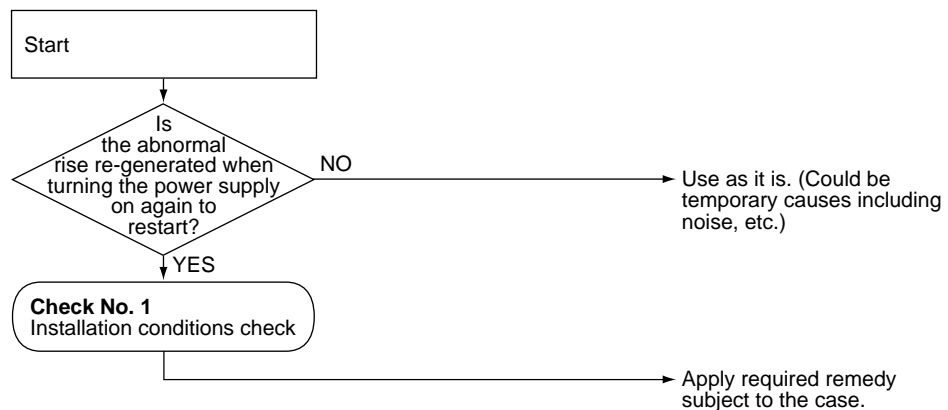 Start
Is
the abnormal
rise re-generated when
turning the power supply
on again to
restart?
NO
Use as it is. (Could be
temporary causes including
noise, etc.)
YES
Check No. 1
Installation conditions check
Apply required remedy
subject to the case.